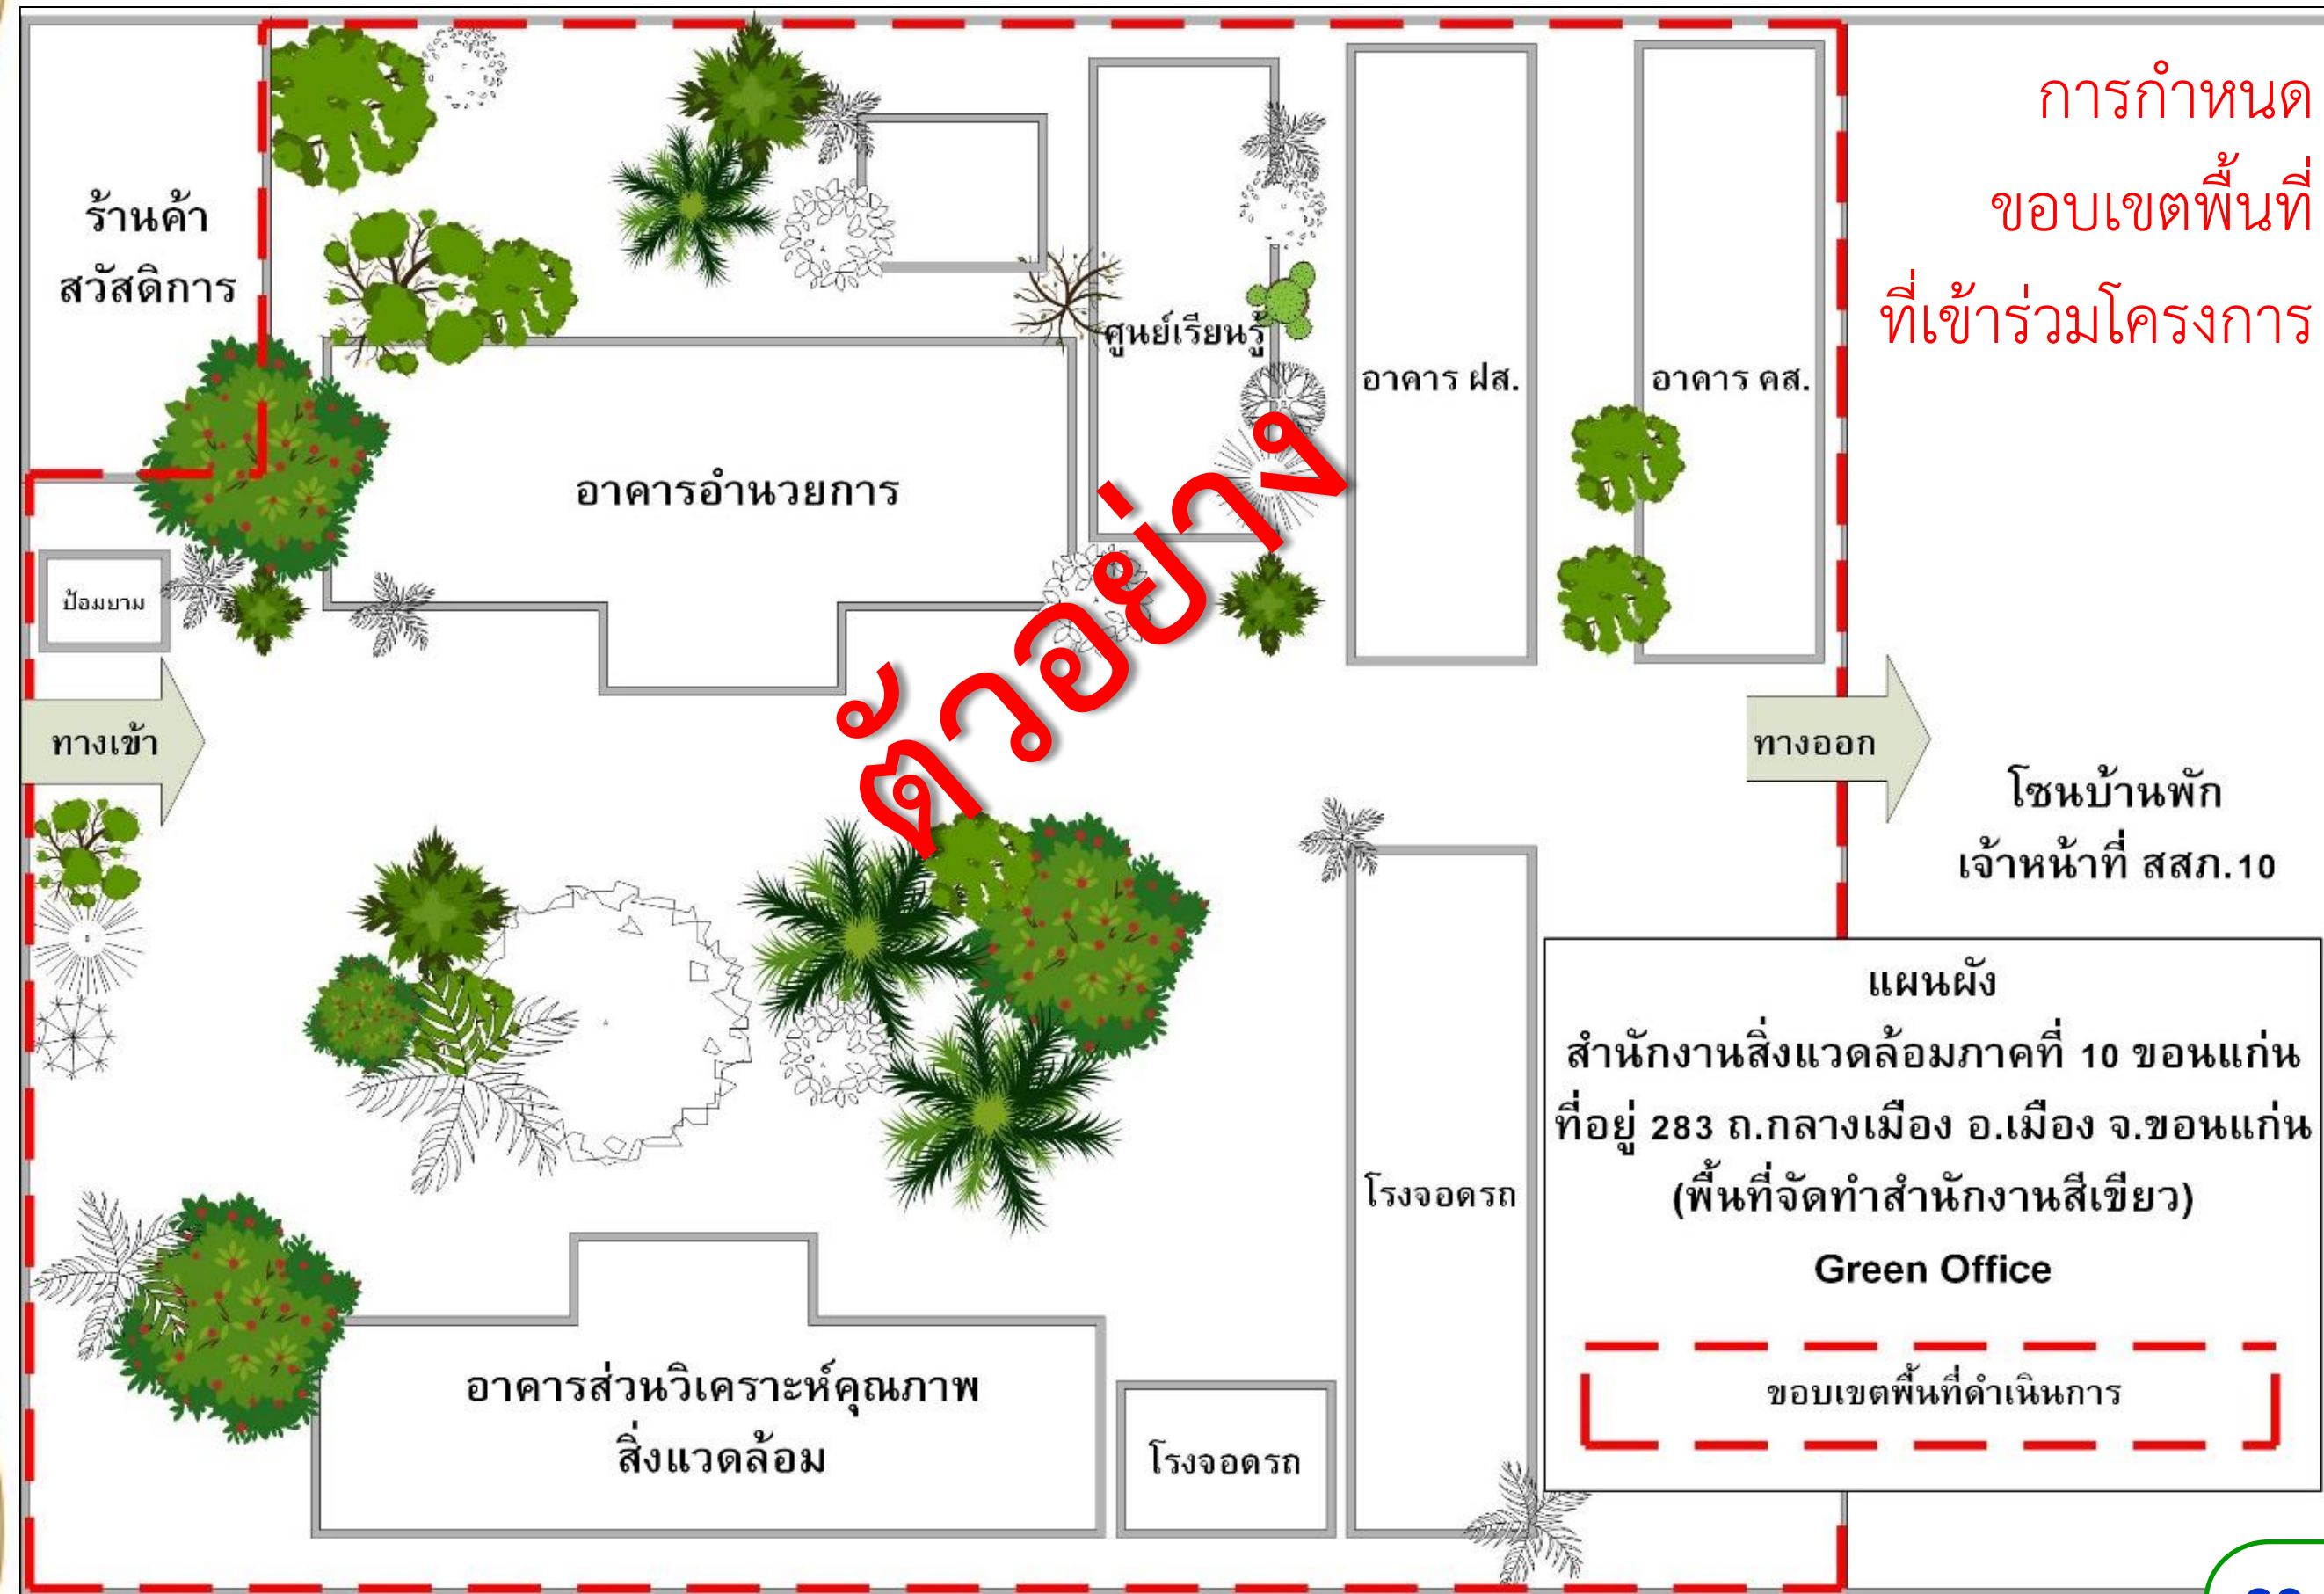 การกำหนด
ขอบเขตพื้นที่
ที่เข้าร่วมโครงการ
ร้านค้า
สวัสดิการ
ศูนย์เรียนรู้
อาคาร ฝส.
อาคาร คส.
อาคารอำนวยการ
ป้อมยาม
ตัวอย่าง
ทางเข้า
ทางออก
โซนบ้านพัก
เจ้าหน้าที่ สสภ.10
แผนผัง
สำนักงานสิ่งแวดล้อมภาคที่ 10 ขอนแก่น
ที่อยู่ 283 ถ.กลางเมือง อ.เมือง จ.ขอนแก่น
(พื้นที่จัดทำสำนักงานสีเขียว)
Green Office
ขอบเขตพื้นที่ดำเนินการ
โรงจอดรถ
อาคารส่วนวิเคราะห์คุณภาพ
สิ่งแวดล้อม
โรงจอดรถ